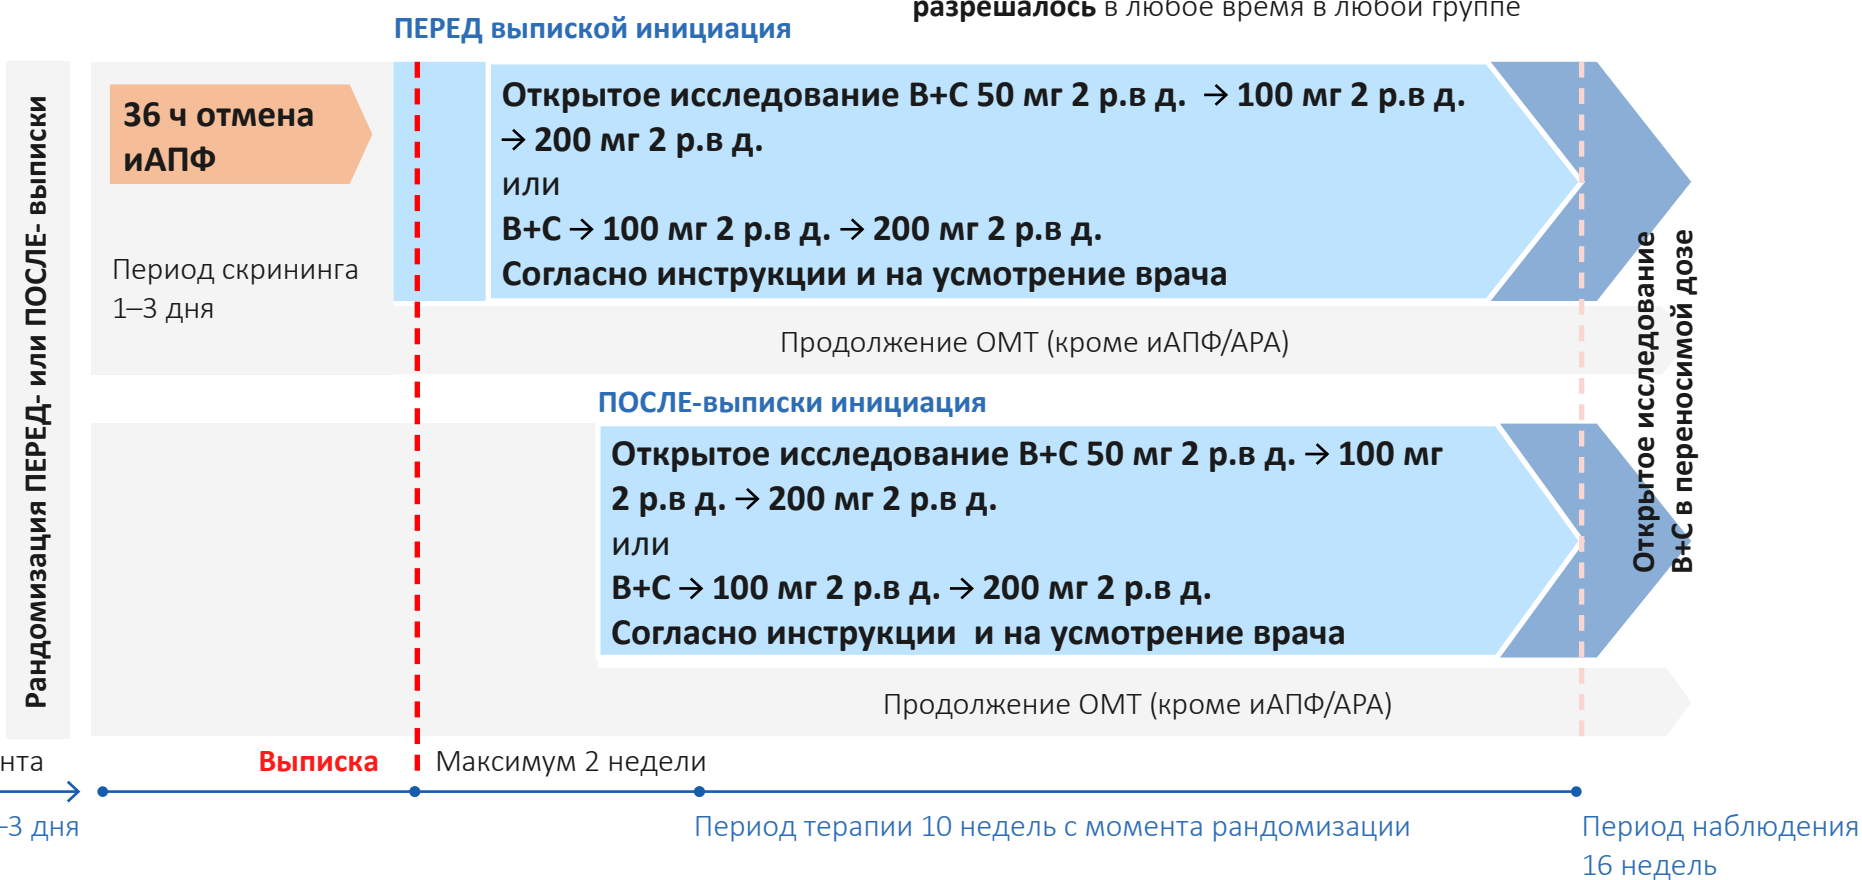 разрешалось в любое время в любой группе
ПЕРЕД выпиской инициация
Рандомизация ПЕРЕД- или ПОСЛЕ- выписки
36 ч отмена
иАПФ
Период скрининга
1–3 дня
Открытое исследование В+С 50 мг 2 р.в д. → 100 мг 2 р.в д.
→ 200 мг 2 р.в д.
или
В+С → 100 мг 2 р.в д. → 200 мг 2 р.в д.
Согласно инструкции и на усмотрение врача
Продолжение ОМТ (кроме иАПФ/АРА)
ПОСЛЕ-выписки инициация
Открытое исследование В+С 50 мг 2 р.в д. → 100 мг
2 р.в д. → 200 мг 2 р.в д.
или
В+С → 100 мг 2 р.в д. → 200 мг 2 р.в д.
Согласно инструкции и на усмотрение врача
Продолжение ОМТ (кроме иАПФ/АРА)
Открытое исследование
В+С в переносимой дозе
нта
Выписка
Максимум 2 недели
–3 дня
Период терапии 10 недель с момента рандомизации
Период наблюдения
16 недель